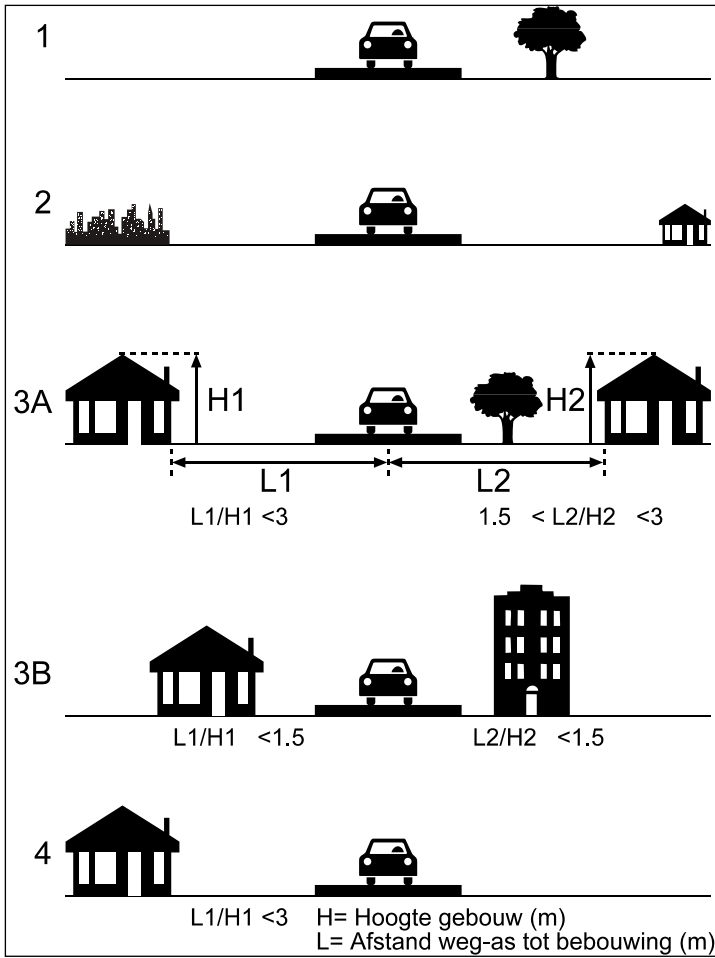 1
2
3A
H1
H2
L1
L2
L1/H1 <3
1.5 < L2/H2 <3
3B
L1/H1 <1.5
L2/H2 <1.5
4
L1/H1 <3
H= Hoogte gebouw (m)
L= Afstand weg-as tot bebouwing (m)